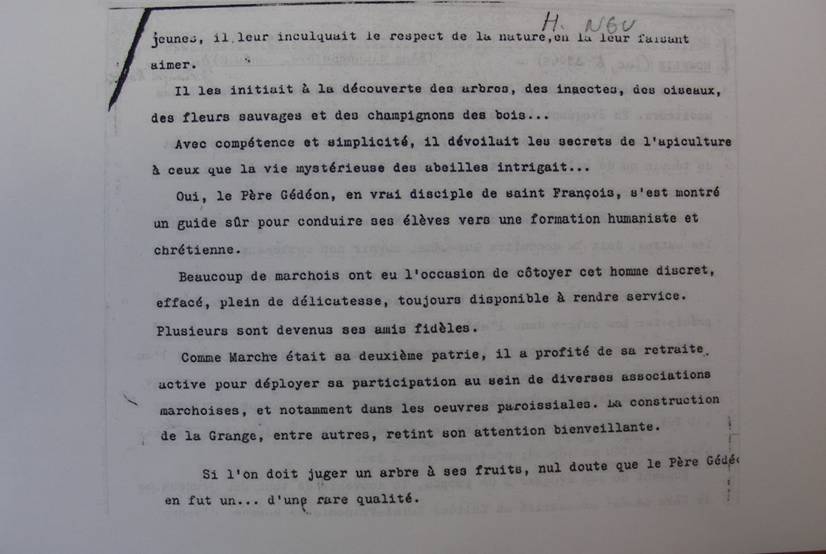 H. NGU
jeunes, il leur inculquait le respect de la nature, en la leur faisant
aimer.
Il les initiait à la découverte des arbres, des insectes, des oiseaux,
des fleurs sauvages et des champignons des bois...
Avec compétence et simplicité, il dévoilait les secrets de l'apiculture
à ceux que la vie mystérieuse des abeilles intrigait...
Oui, le Père Gédéon, en vrai disciple de saint François, s'est montré
un guide sûr pour conduire ses élèves vers une formation humaniste et
chrétienne.
Beaucoup de marchois ont eu l'occasion de côtoyer cet homme discret,
effacé, plein de délicatesse, toujours disponible à rendre service.
Plusieurs sont devenus ses amis fidèles.
Comme Marche était sa deuxième patrie, il a profité de sa retraite
active pour déployer sa participation au sein de diverses associations
marchoises, et notamment dans les oeuvres paroissiales. La construction
de la Grange, entre autres, retint son attention bienveillante.
Si l'on doit juger un arbre à ses fruits, nul doute que le Père Gédé
en fut un... d'une rare qualité.